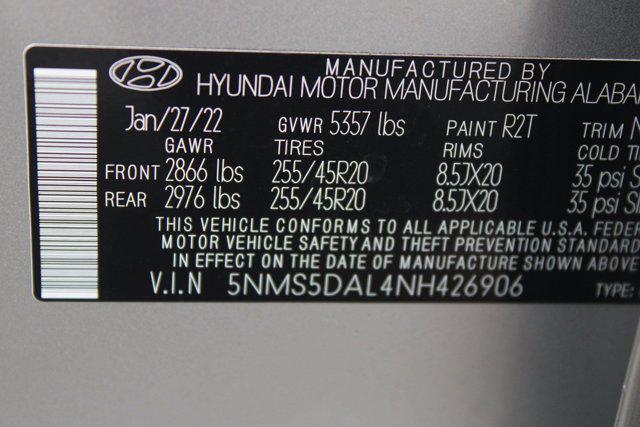 MANUFACTURED BY
HYUNDAI MOTOR MANUFACTURING ALABA
Jan/27/22 GVWR 5357 lbs PAINT R2T TRIM
GAWR TIRES RIMS COLD
FRONT 2866 lbs 255/45R20 8.5JX20 35 psi
REAR 2976 lbs 255/45R20 8.5JX20 35 psi
THIS VEHICLE CONFORMS TO ALL APPLICABLE U.S.A. FEDER
MOTOR VEHICLE SAFETY AND THEFT PREVENTION STANDARD
IN EFFECT ON THE DATE OF MANUFACTURE SHOWN ABOVE
V.I.N 5NMS5DAL4NH426906 TYPE: